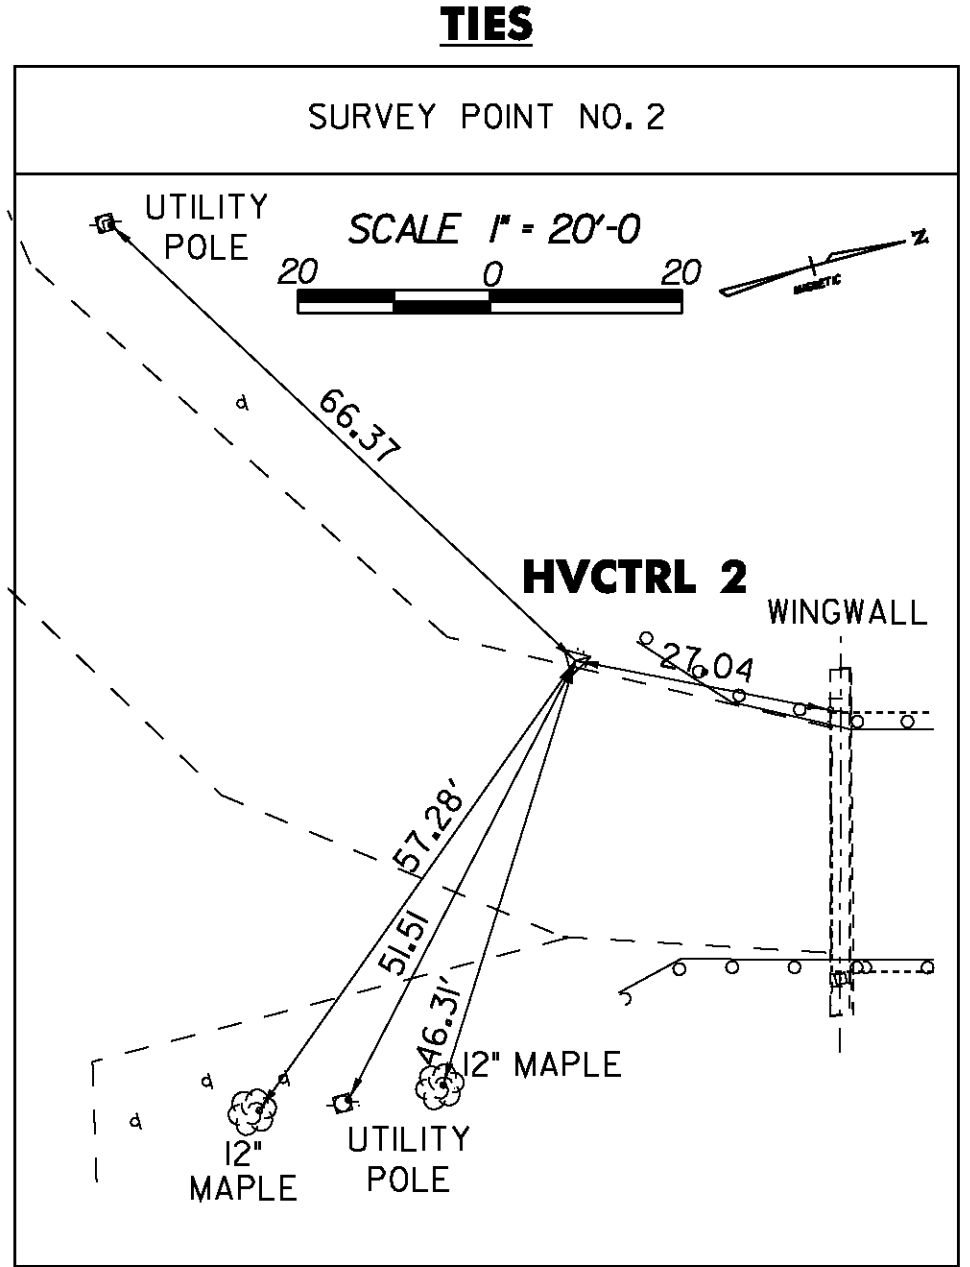 TIES
SURVEY POINT NO. 2
UTILITY
POLE
SCALE 1" = 20'-0
20 0 20
N
MAGNETIC
66.37
HVCTRL 2
WINGWALL
27.04
57.28'
51.51
46.31'
12" MAPLE
12"
MAPLE
UTILITY
POLE